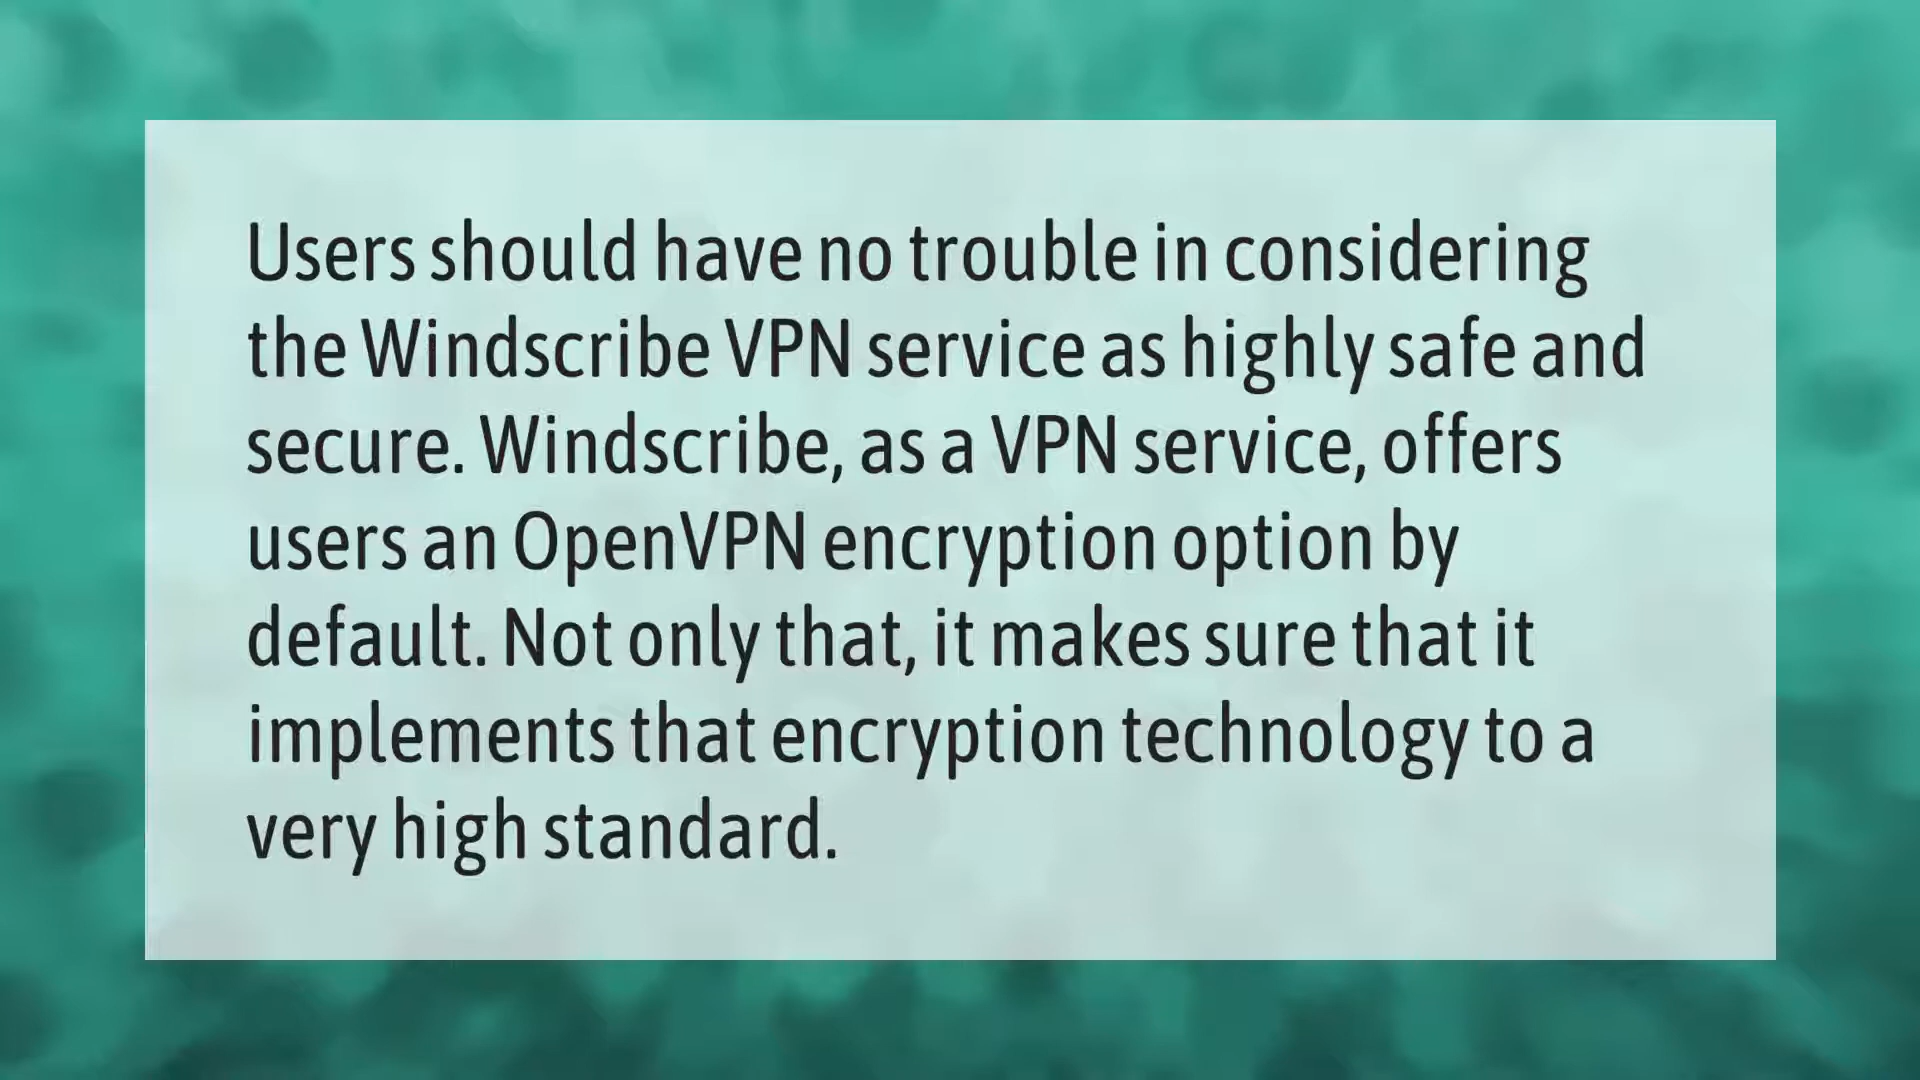 Users should have no trouble in considering
the Windscribe VPN service as highly safe and
secure. Windscribe, as a VPN service, offers
users an OpenVPN encryption option by
default. Not only that, it makes sure that it
implements that encryption technology to a
very high standard.